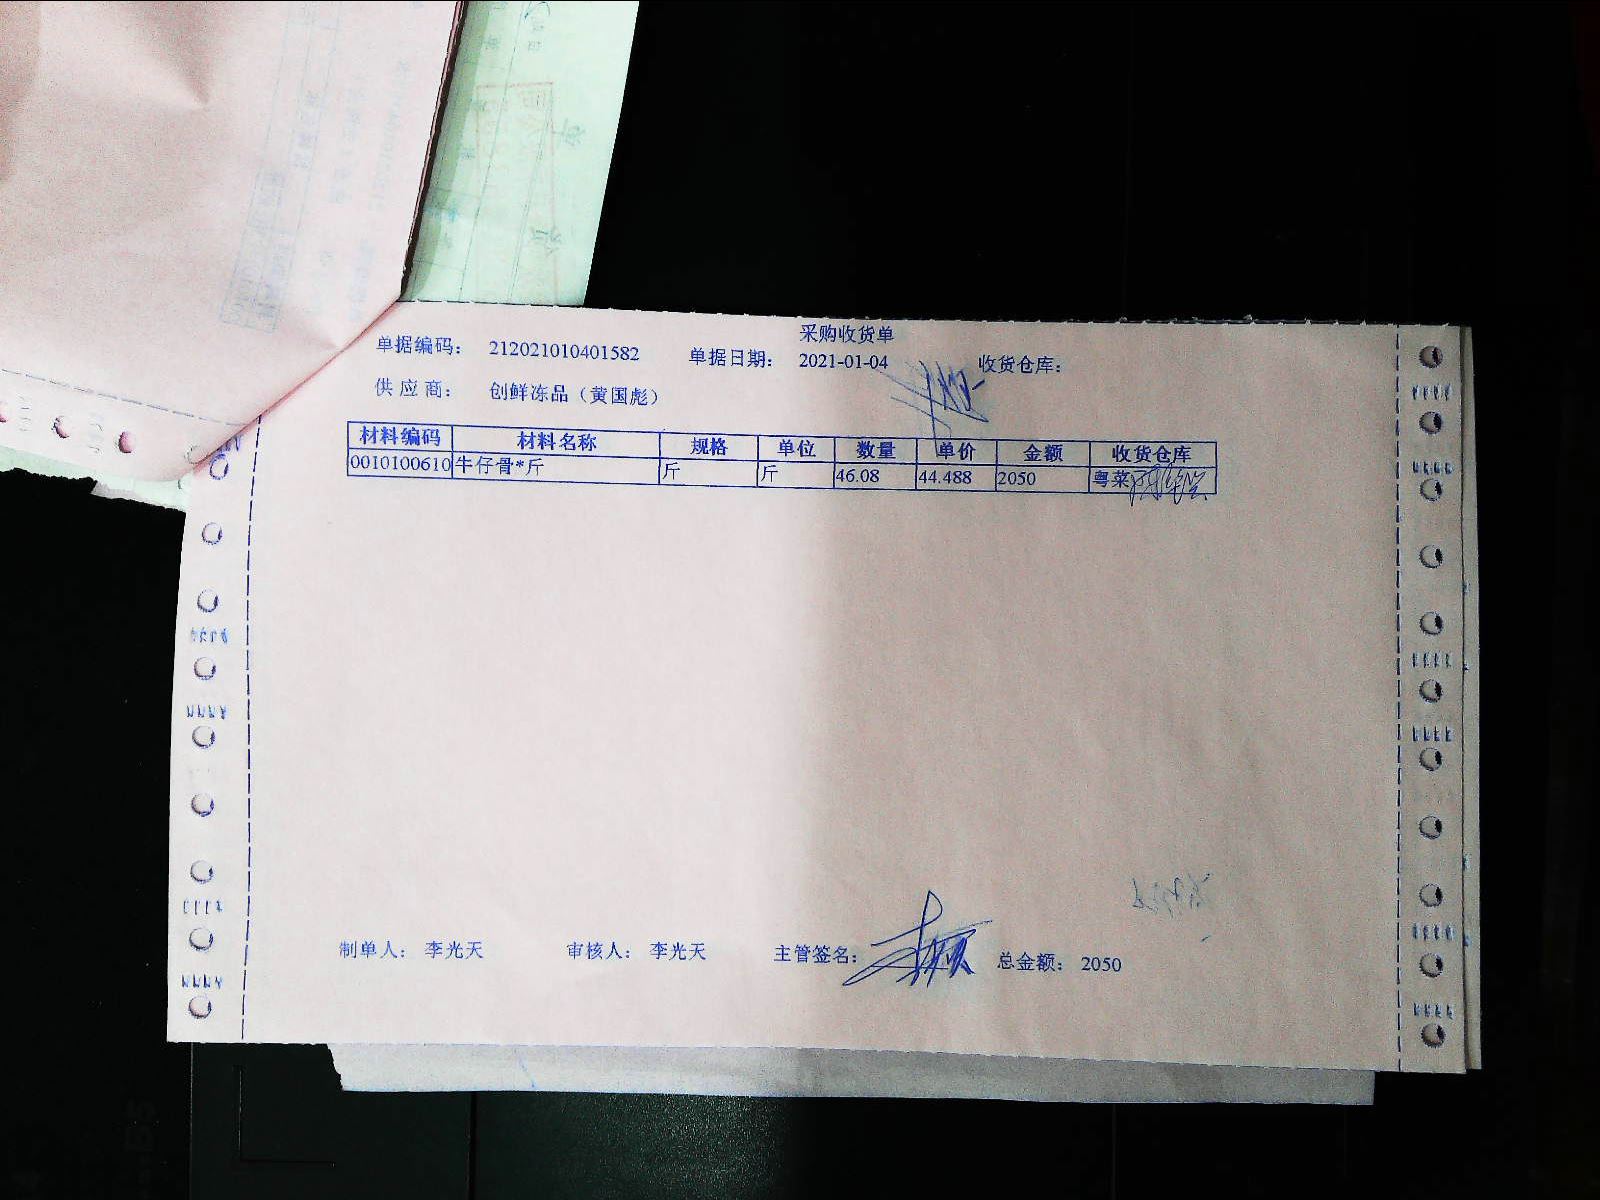 采购收货单
单据编码: 212021010401582 单据日期: 2021-01-04 收货仓库:
供应商: 创鲜冻品（黄国彪）
材料编码 材料名称 规格 单位 数量 单价 金额 收货仓库
0010100610 牛仔骨*斤 斤 斤 46.08 44.488 2050 粤菜
制单人: 李光天 审核人: 李光天 主管签名: 总金额: 2050